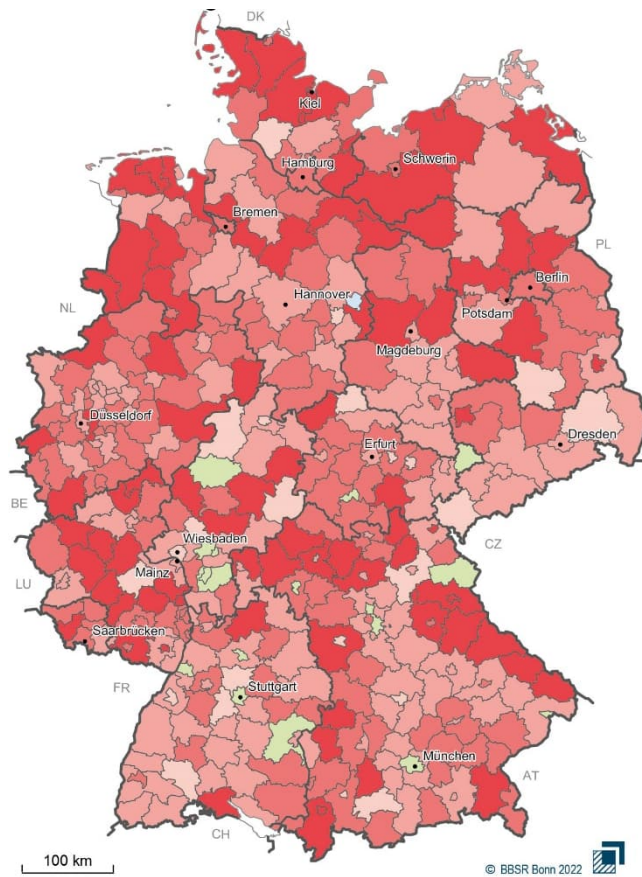 DK
Kiel
Hamburg
Schwerin
Bremen
PL
Berlin
Hannover
Potsdam
NL
Magdeburg
Düsseldorf
Erfurt
Dresden
BE
Wiesbaden
CZ
LU
Mainz
Saarbrücken
FR
Stuttgart
München
AT
CH
100 km
© BBSR Bonn 2022